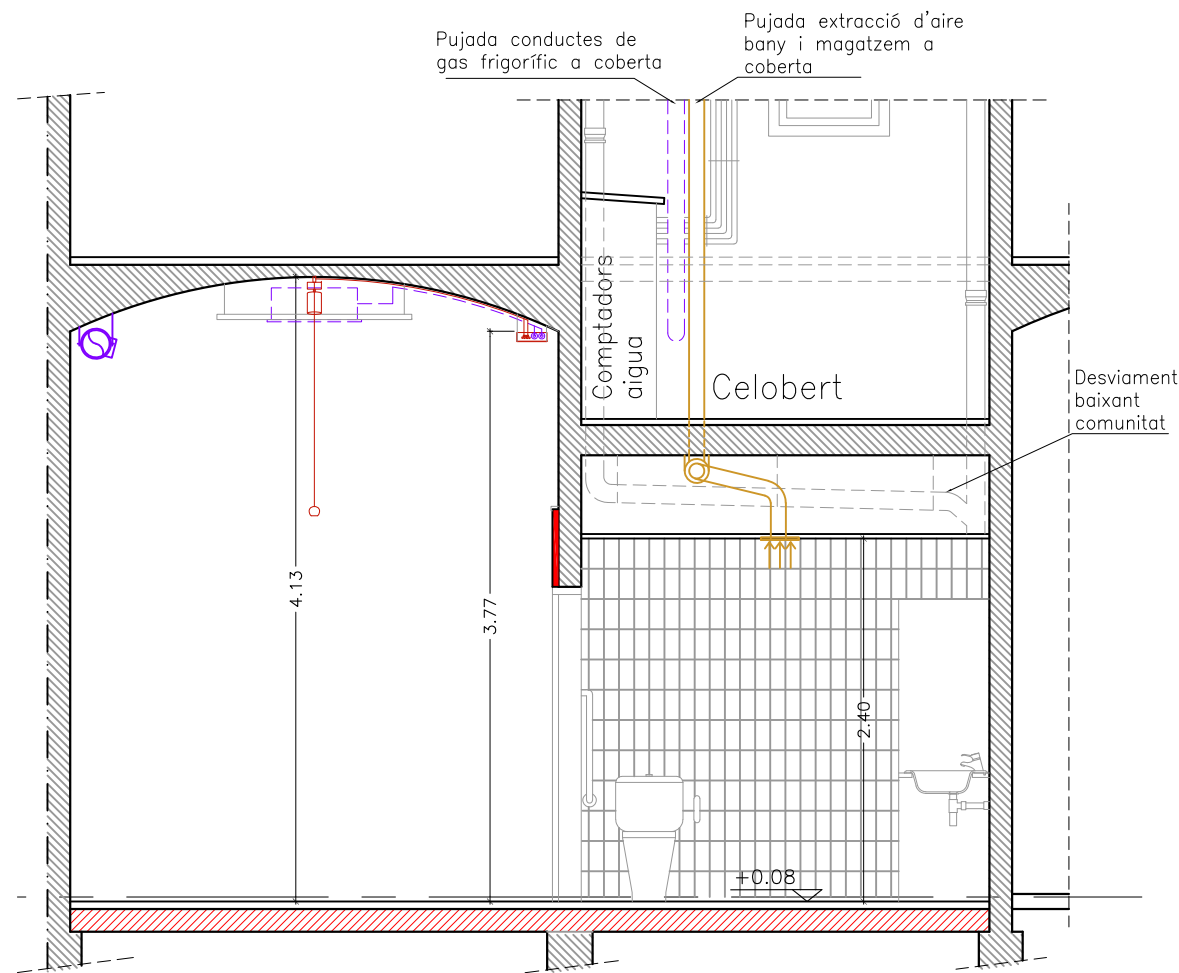 Pujada conductes de
gas frigorífic a coberta
Pujada extracció d'aire
bany i magatzem a
coberta
Comptadors
aigua
Celobert
Desviament
baixant
comunitat
4.13
3.77
2.40
+0.08